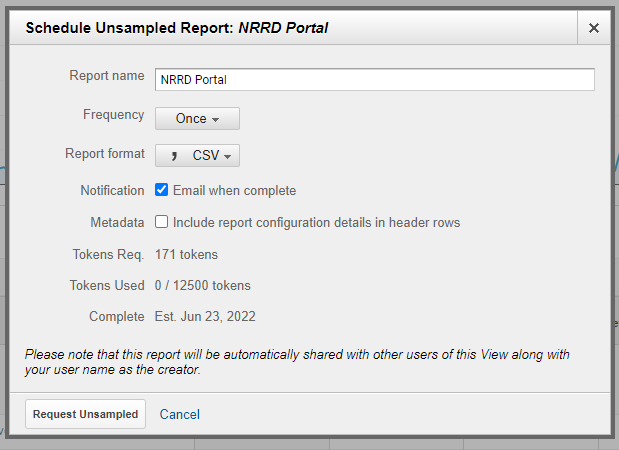 Schedule Unsampled Report: NRRD Portal
Report name NRRD Portal
Frequency Once
Report format , CSV
Notification Email when complete
Metadata Include report configuration details in header rows
Tokens Req. 171 tokens
Tokens Used 0 / 12500 tokens
Complete Est. Jun 23, 2022
Please note that this report will be automatically shared with other users of this View along with
your user name as the creator.
Request Unsampled Cancel